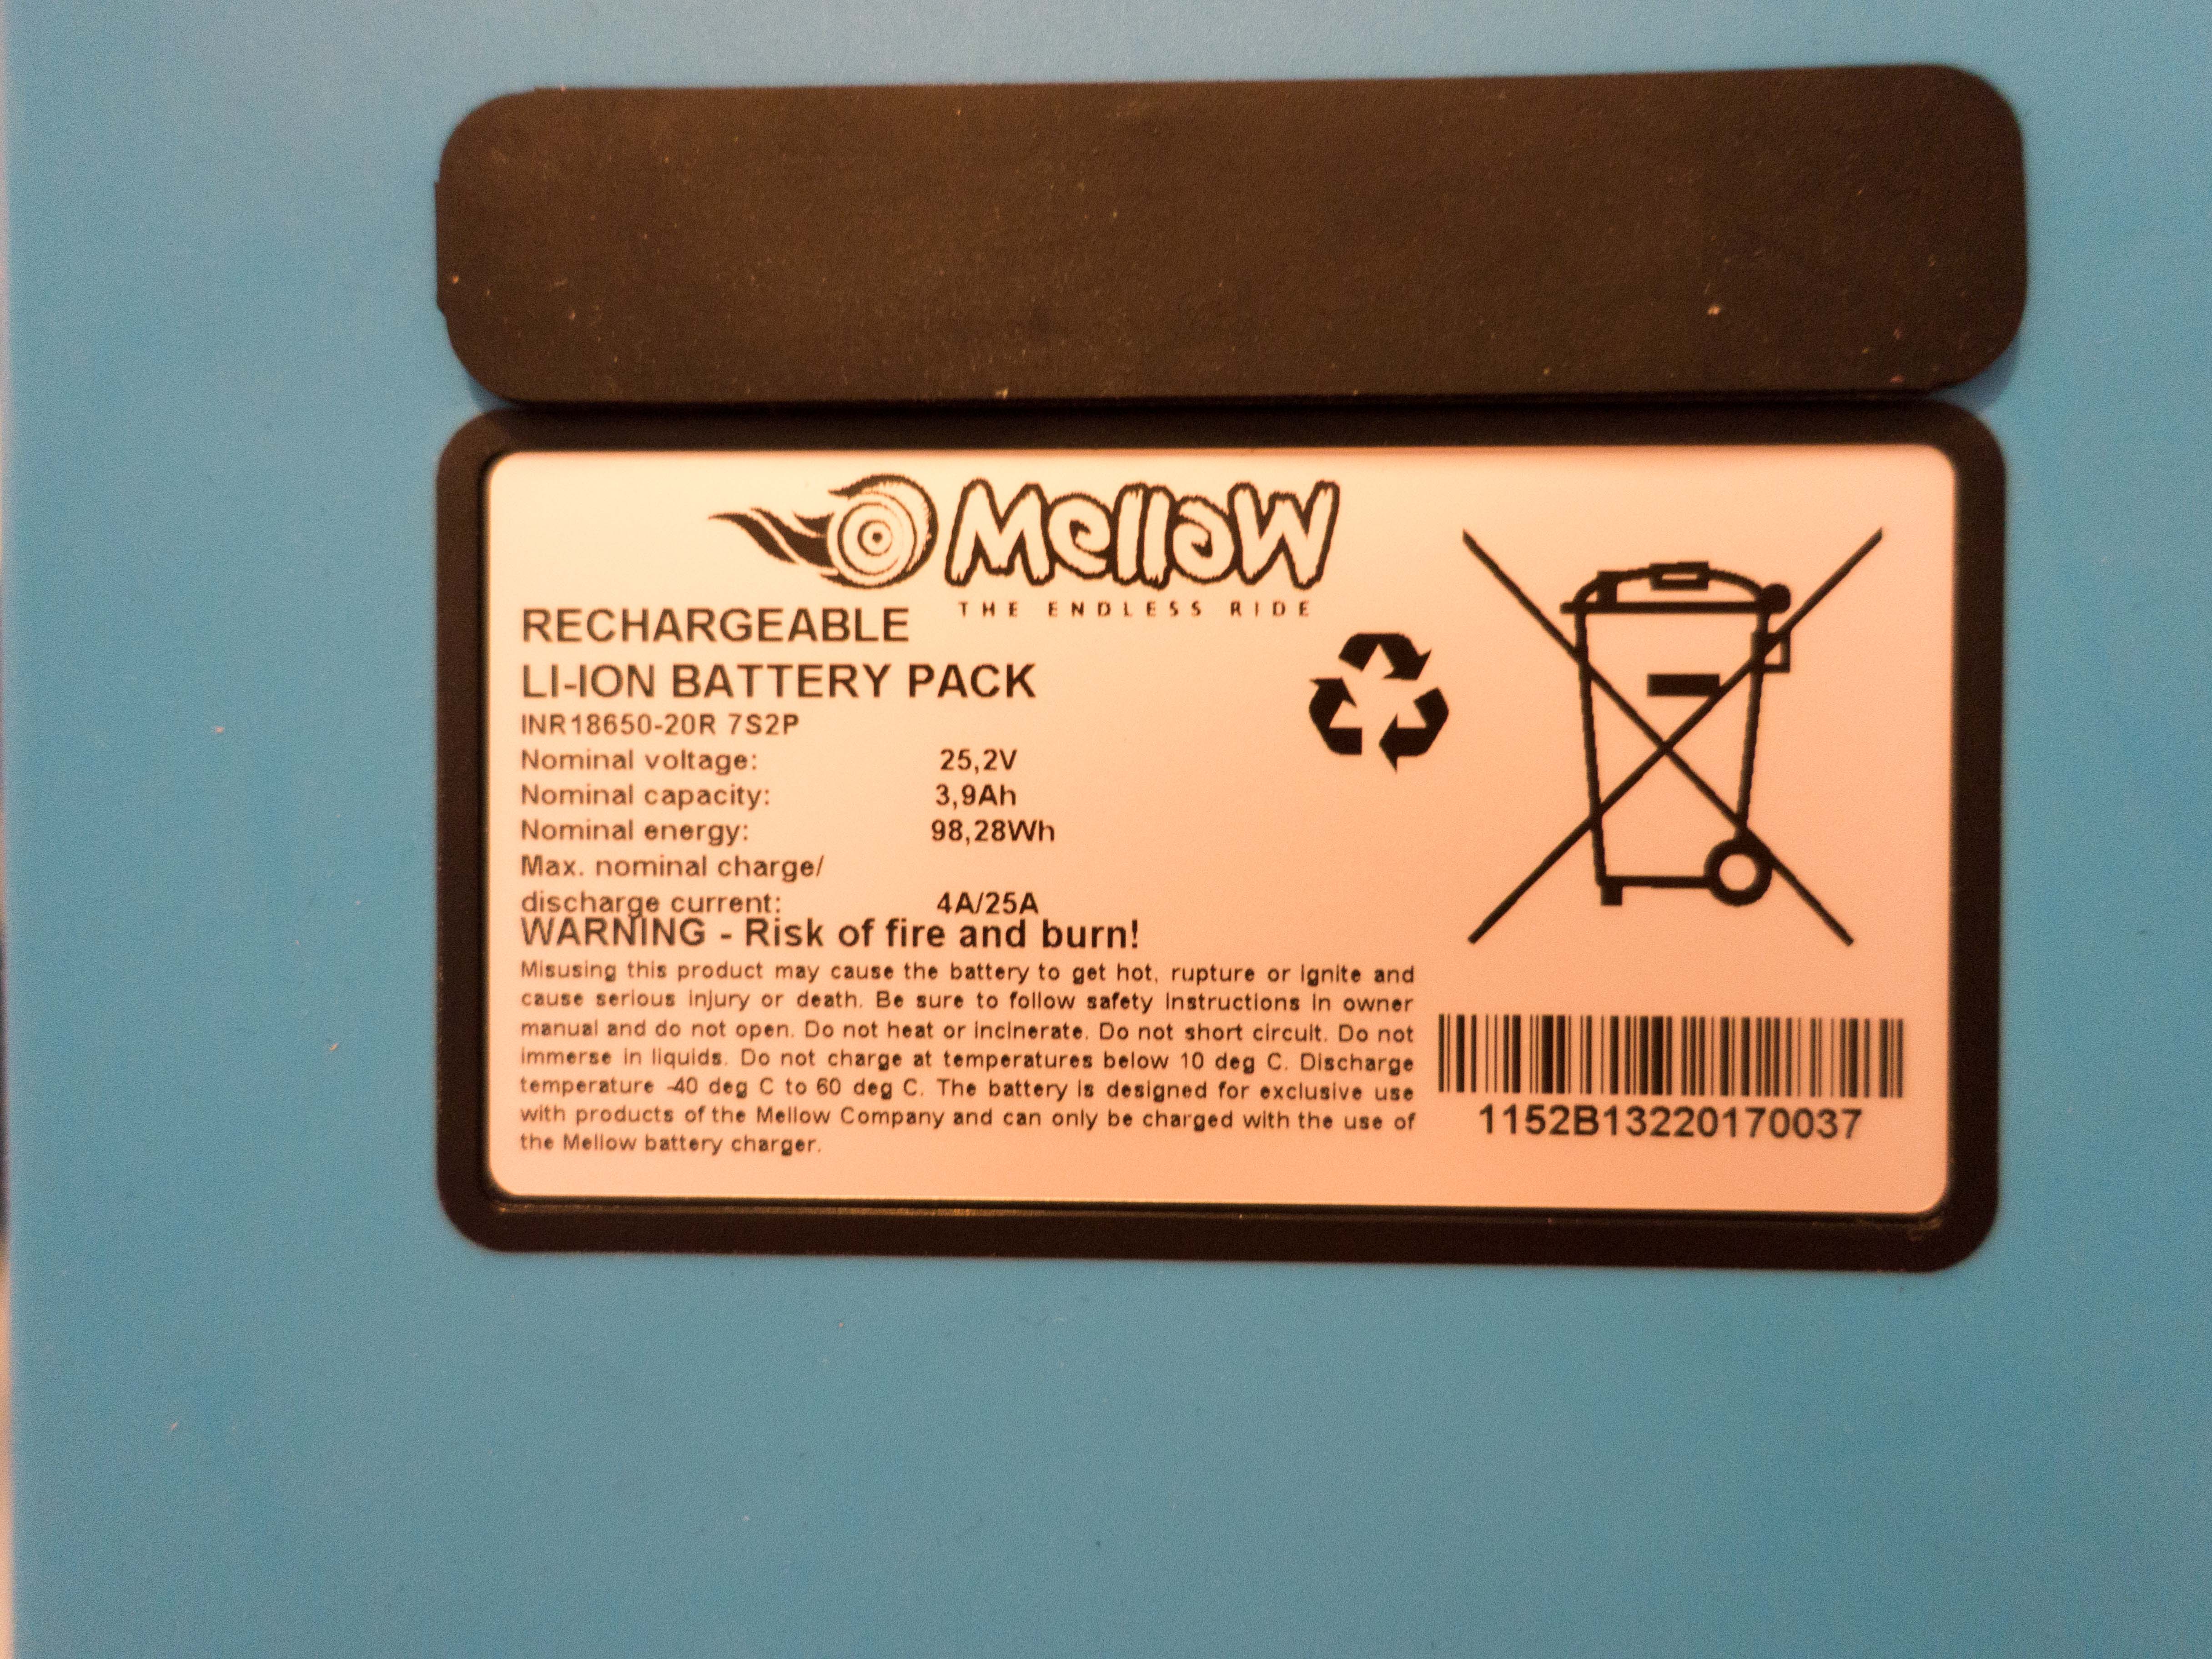 Mellow
THE ENDLESS RIDE
RECHARGEABLE
LI-ION BATTERY PACK
INR18650-20R 7S2P
Nominal voltage: 25,2V
Nominal capacity: 3,9Ah
Nominal energy: 98,28Wh
Max. nominal charge/
discharge current: 4A/25A
WARNING - Risk of fire and burn!
Misusing this product may cause the battery to get hot, rupture or ignite and
cause serious injury or death. Be sure to follow safety instructions in owner
manual and do not open. Do not heat or incinerate. Do not short circuit. Do not
immerse in liquids. Do not charge at temperatures below 10 deg C. Discharge
temperature -40 deg C to 60 deg C. The battery is designed for exclusive use
with products of the Mellow Company and can only be charged with the use of
the Mellow battery charger.
1152B13220170037